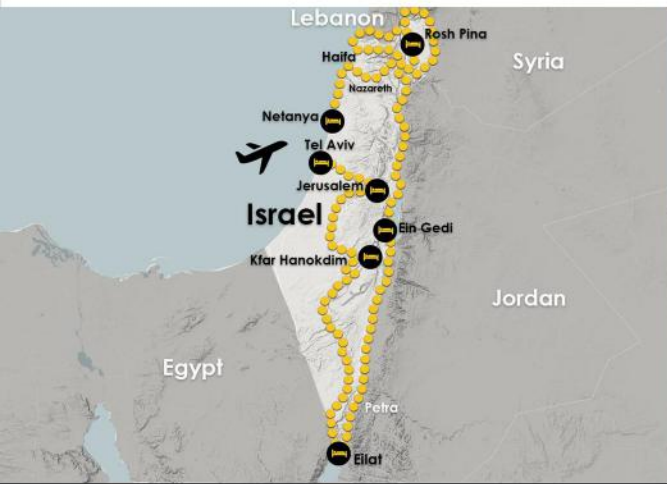 Lebanon
Rosh Pina
Haifa
Syria
Nazareth
Netanya
Tel Aviv
Jerusalem
Israel
Ein Gedi
Kfar Hanokdim
Jordan
Egypt
Petra
Eilat